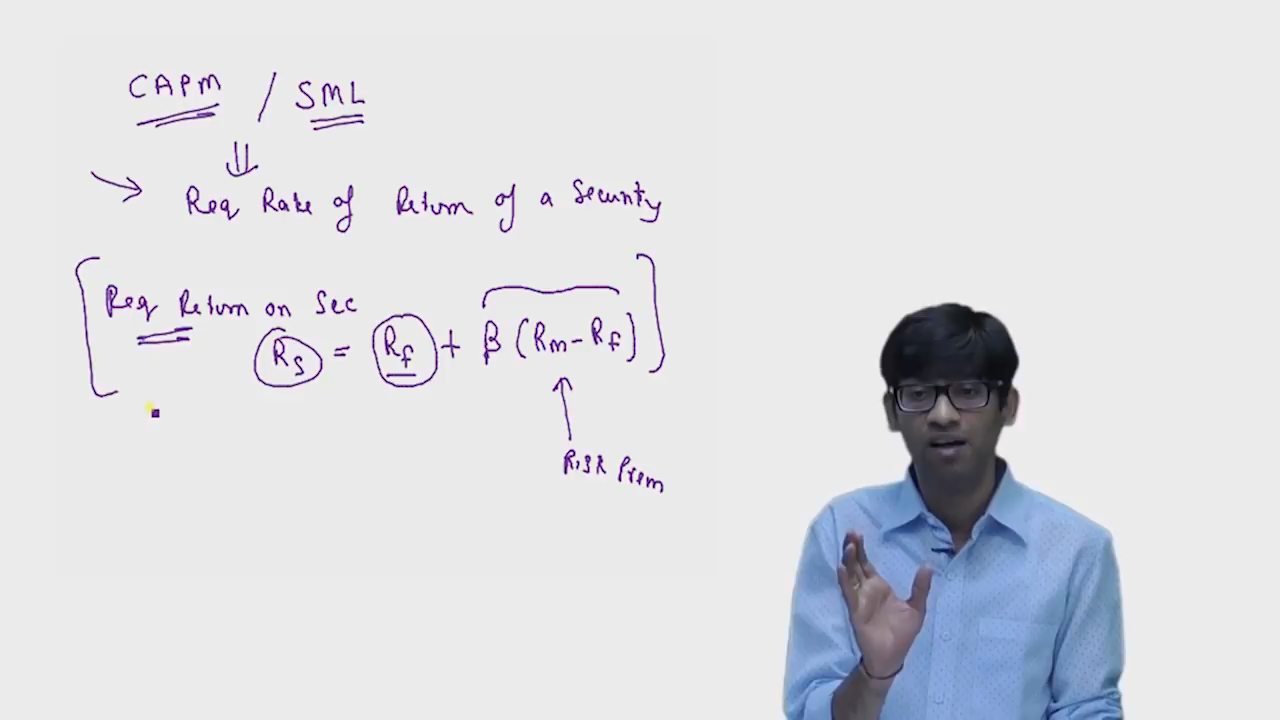 CAPM / SML
Req Rate of Return of a Security
Req Return on Sec
Rs = Rf + β (Rm - Rf)
Risk Prem